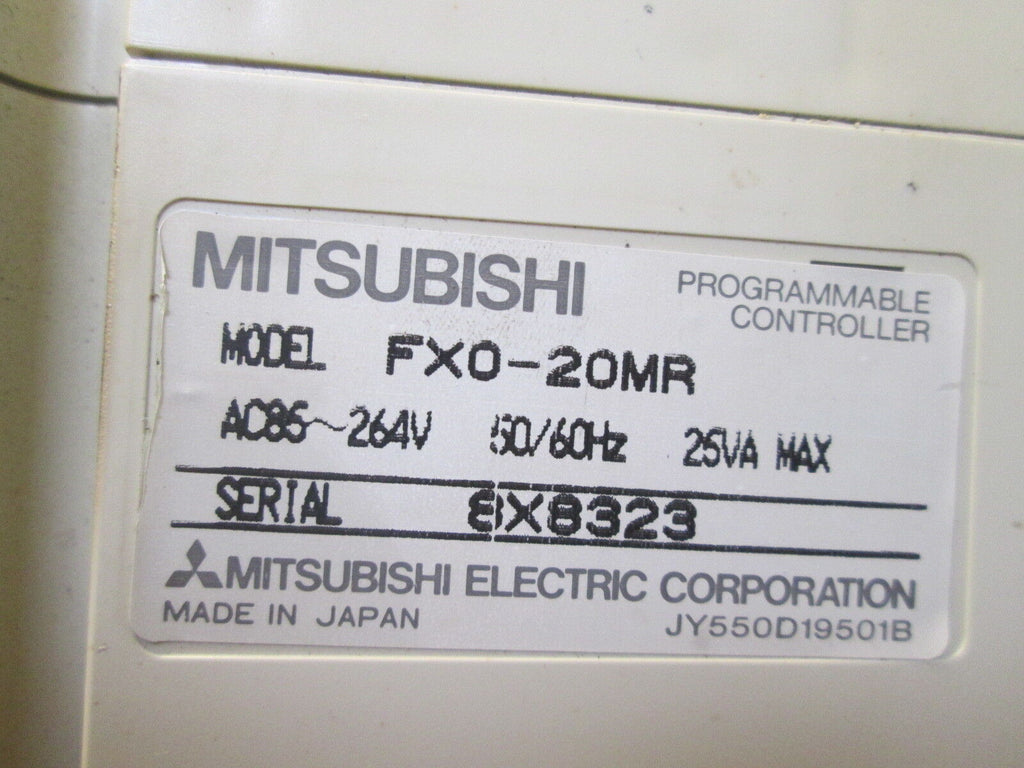 MITSUBISHI
PROGRAMMABLE
CONTROLLER
MODEL FX0-20MR
AC85~264V 50/60Hz 25VA MAX
SERIAL 8X8323
MITSUBISHI ELECTRIC CORPORATION
MADE IN JAPAN JY550D19501B